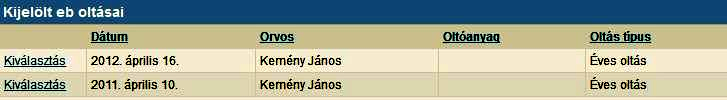 Kijelölt eb oltásai
Dátum Orvos Oltóanyag Oltás típus
Kiválasztás 2012. április 16. Kemény János Éves oltás
Kiválasztás 2011. április 10. Kemény János Éves oltás